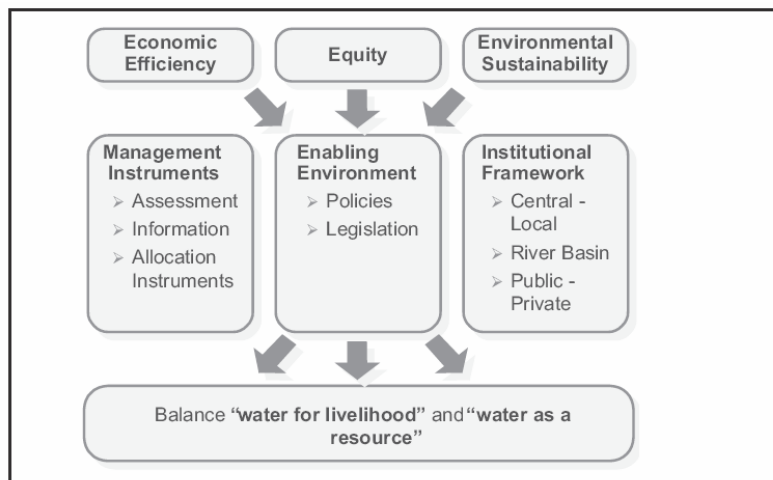 Economic
Efficiency
Equity
Environmental
Sustainability
Management
Instruments
➢ Assessment
➢ Information
➢ Allocation
Instruments
Enabling
Environment
➢ Policies
➢ Legislation
Institutional
Framework
➢ Central -
Local
➢ River Basin
➢ Public -
Private
Balance “water for livelihood” and “water as a
resource”